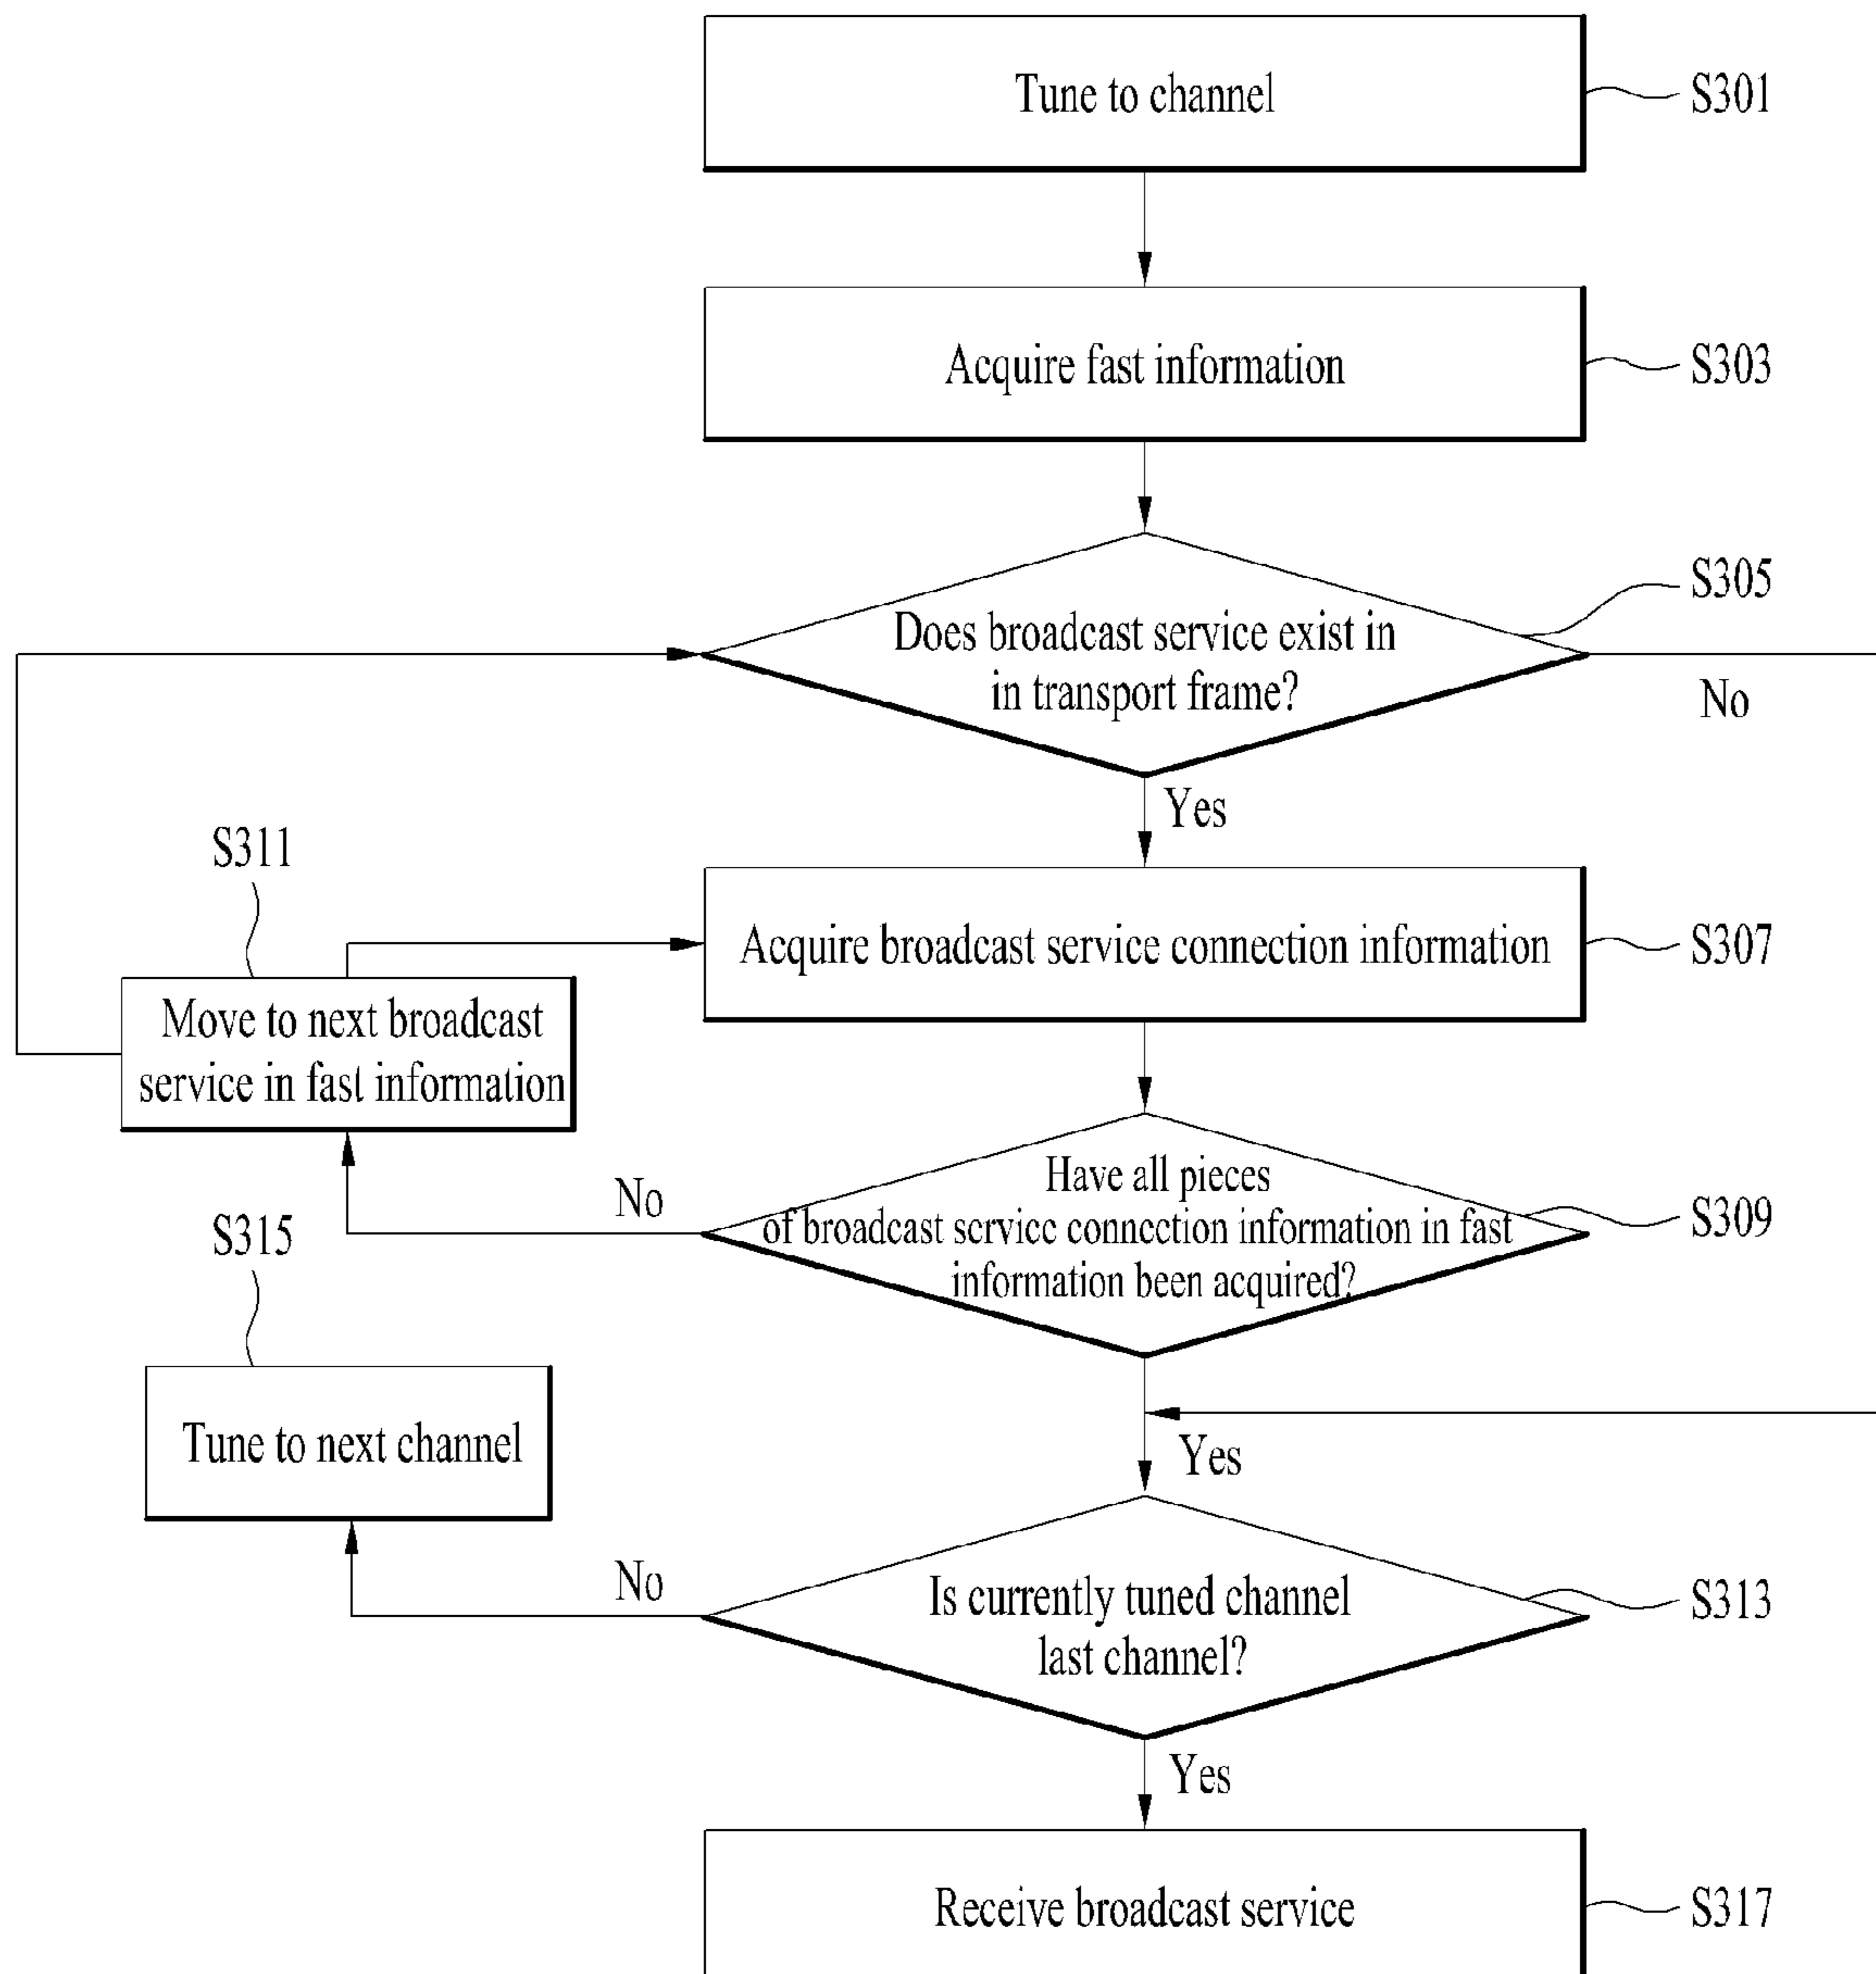 Tune to channel
S301
Acquire fast information
S303
S305
Does broadcast service exist in
in transport frame?
No
Yes
S311
Acquire broadcast service connection information
S307
Move to next broadcast
service in fast information
Have all pieces
of broadcast service connection information in fast
information been acquired?
No
S309
S315
Tune to next channel
Yes
No
Is currently tuned channel
last channel?
S313
Yes
Receive broadcast service
S317